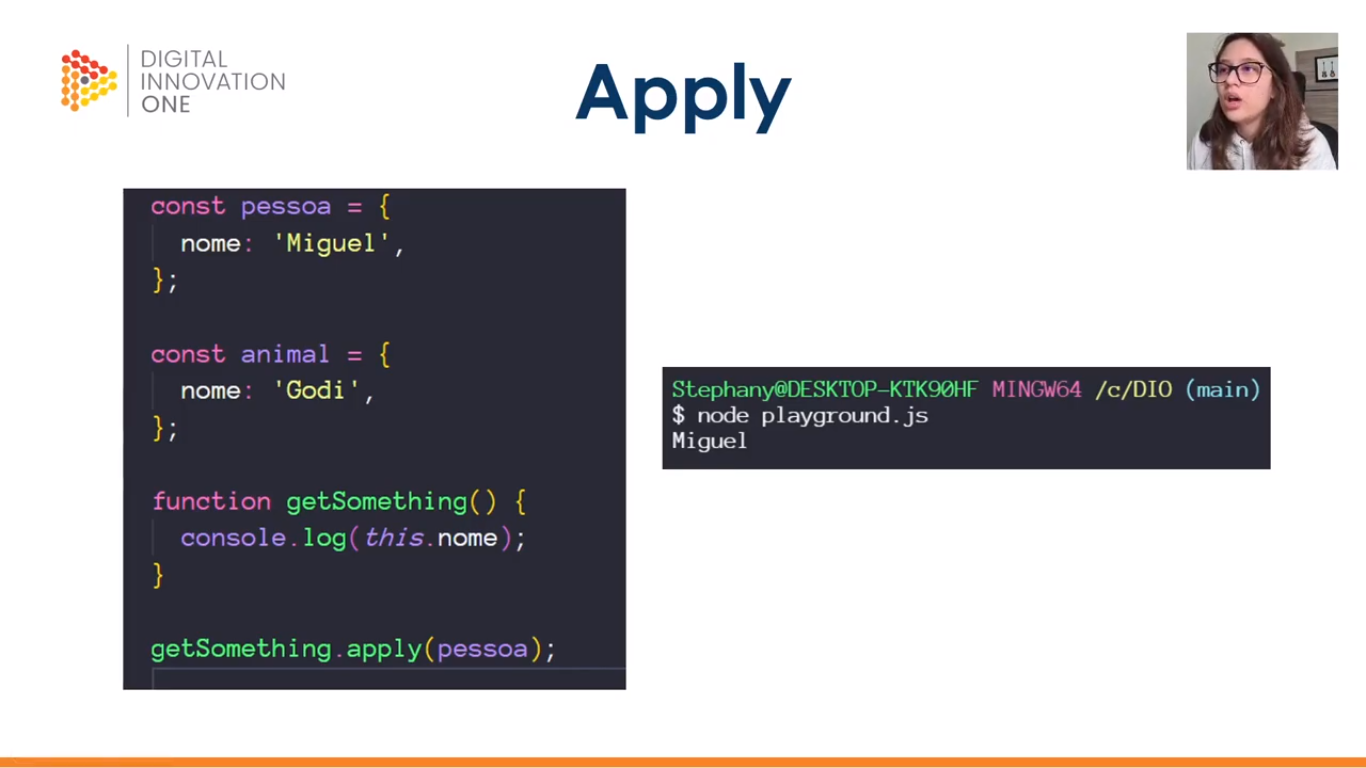 DIGITAL
INNOVATION
ONE
Apply
const pessoa = {
  nome: 'Miguel',
};
const animal = {
  nome: 'Godi',
};
function getSomething() {
  console.log(this.nome);
}
getSomething.apply(pessoa);
Stephany@DESKTOP-KTK90HF MINGW64 /c/DIO (main)
$ node playground.js
Miguel